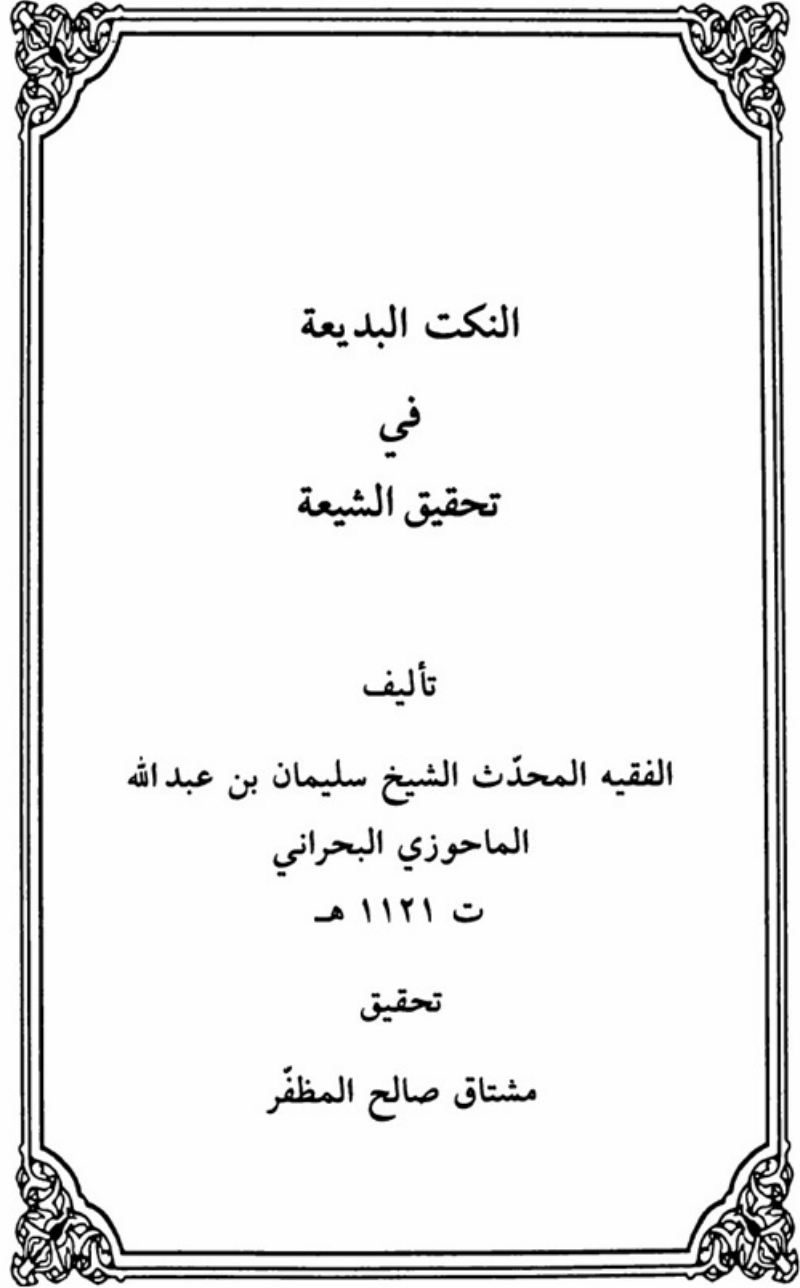 النكت البديعة
في
تحقيق الشيعة
تأليف
الفقيه المحدّث الشيخ سليمان بن عبد الله
الماحوزي البحراني
ت ١١٢١ هـ
تحقيق
مشتاق صالح المظفّر